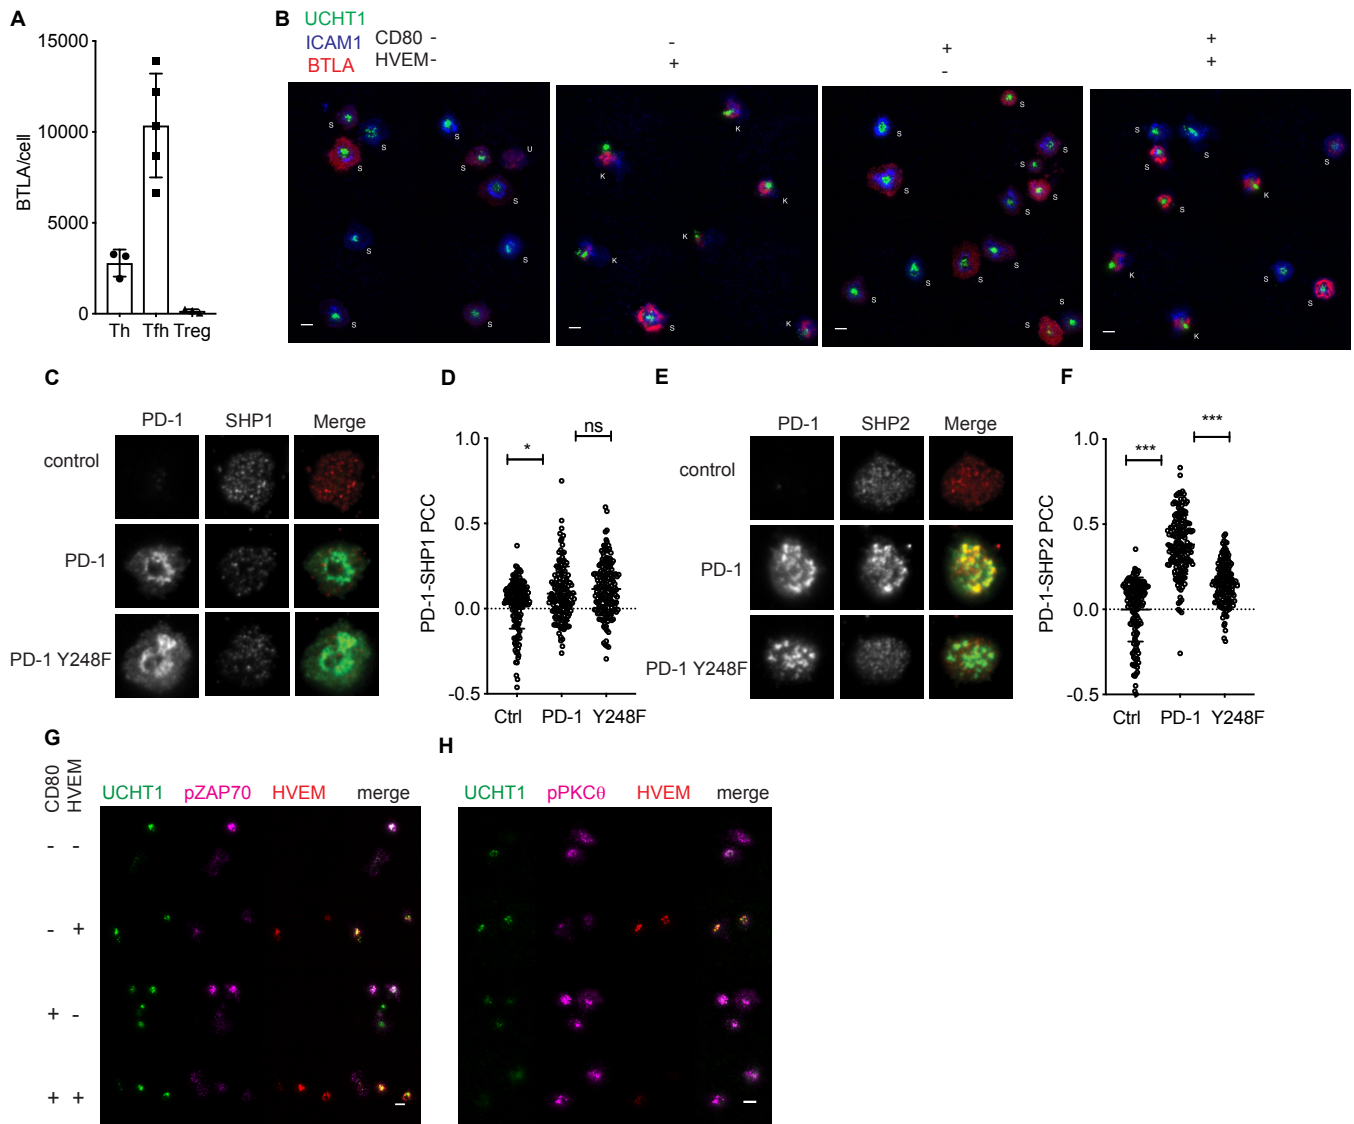 A
15000
10000
5000
0
BTLA/cell
Th Tfh Treg
B
UCHT1
ICAM1
BTLA
CD80 - - + +
HVEM - + - +
S S S S S U S S S S S
K K K K K S K
S S S S S S S S S S S S
S S S S K K S S K
C
PD-1 SHP1 Merge
control
PD-1
PD-1 Y248F
D
* ns
1.0
0.5
0.0
-0.5
PD-1-SHP1 PCC
Ctrl PD-1 Y248F
E
PD-1 SHP2 Merge
control
PD-1
PD-1 Y248F
F
*** ***
1.0
0.5
0.0
-0.5
PD-1-SHP2 PCC
Ctrl PD-1 Y248F
G
CD80 HVEM
UCHT1 pZAP70 HVEM merge
- -
- +
+ -
+ +
H
UCHT1 pPKCθ HVEM merge